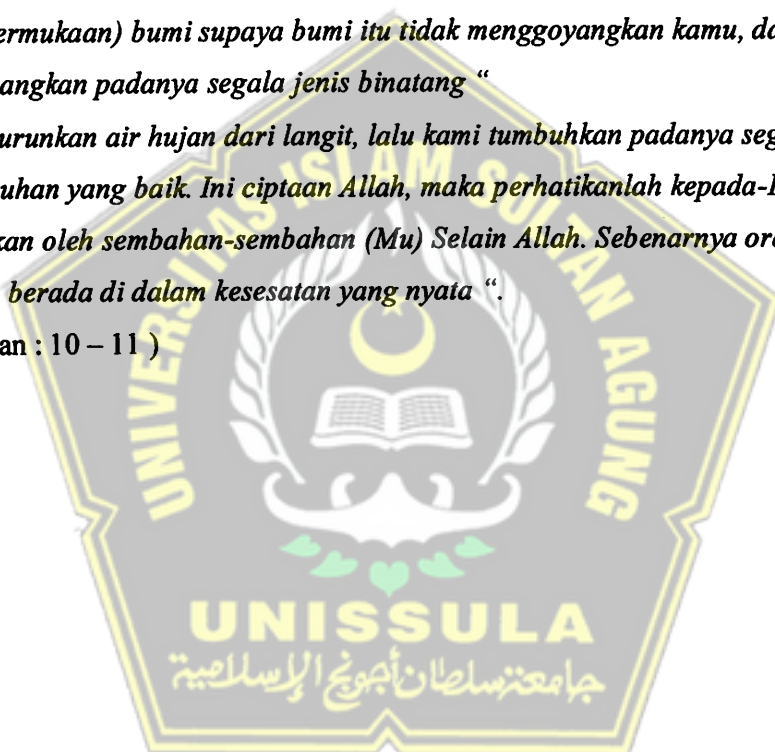 ermukaan) bumi supaya bumi itu tidak menggoyangkan kamu, da
angkan padanya segala jenis binatang “
urunkan air hujan dari langit, lalu kami tumbuhkan padanya seg
uhan yang baik. Ini ciptaan Allah, maka perhatikanlah kepada-
kan oleh sembahan-sembahan (Mu) Selain Allah. Sebenarnya or
berada di dalam kesesatan yang nyata “.
an : 10 – 11 )
UNIVERSITAS ISLAM SULTAN AGUNG
UNISSULA
جامعة سلطان أجونج الإسلامية